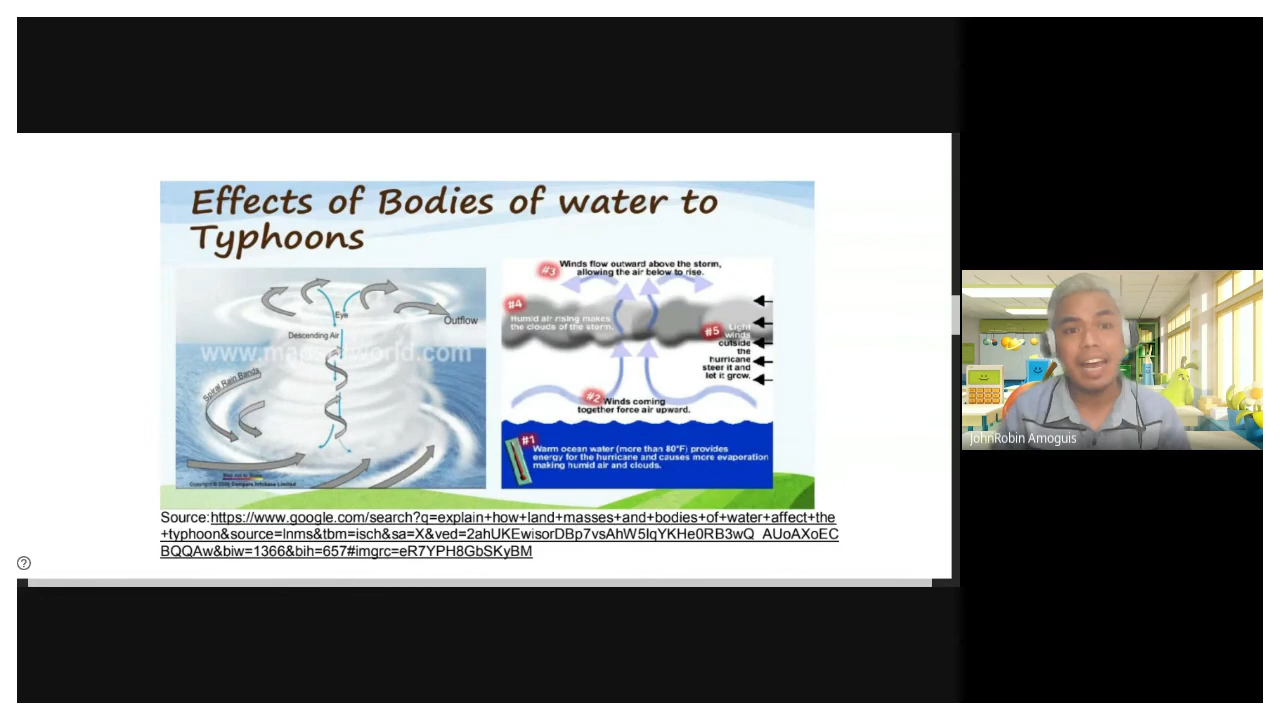 Effects of Bodies of water to
Typhoons
Eye
Outflow
Descending Air
Spiral Rain Bands
#3
Winds flow outward above the storm,
allowing the air below to rise.
#4
Humid air rising makes
the clouds of the storm.
#5 Light
winds
outside
the
hurricane
steer it and
let it grow.
#2 Winds coming
together force air upward.
#1
Warm ocean water (more than 80°F) provides
energy for the hurricane and causes more evaporation
making humid air and clouds.
Source:https://www.google.com/search?q=explain+how+land+masses+and+bodies+of+water+affect+the
+typhoon&source=lnms&tbm=isch&sa=X&ved=2ahUKEwisorDBp7vsAhW5IqYKHe0RB3wQ_AUoAXoEC
BQQAw&biw=1366&bih=657#imgrc=eR7YPH8GbSKyBM
JohnRobin Amoguis